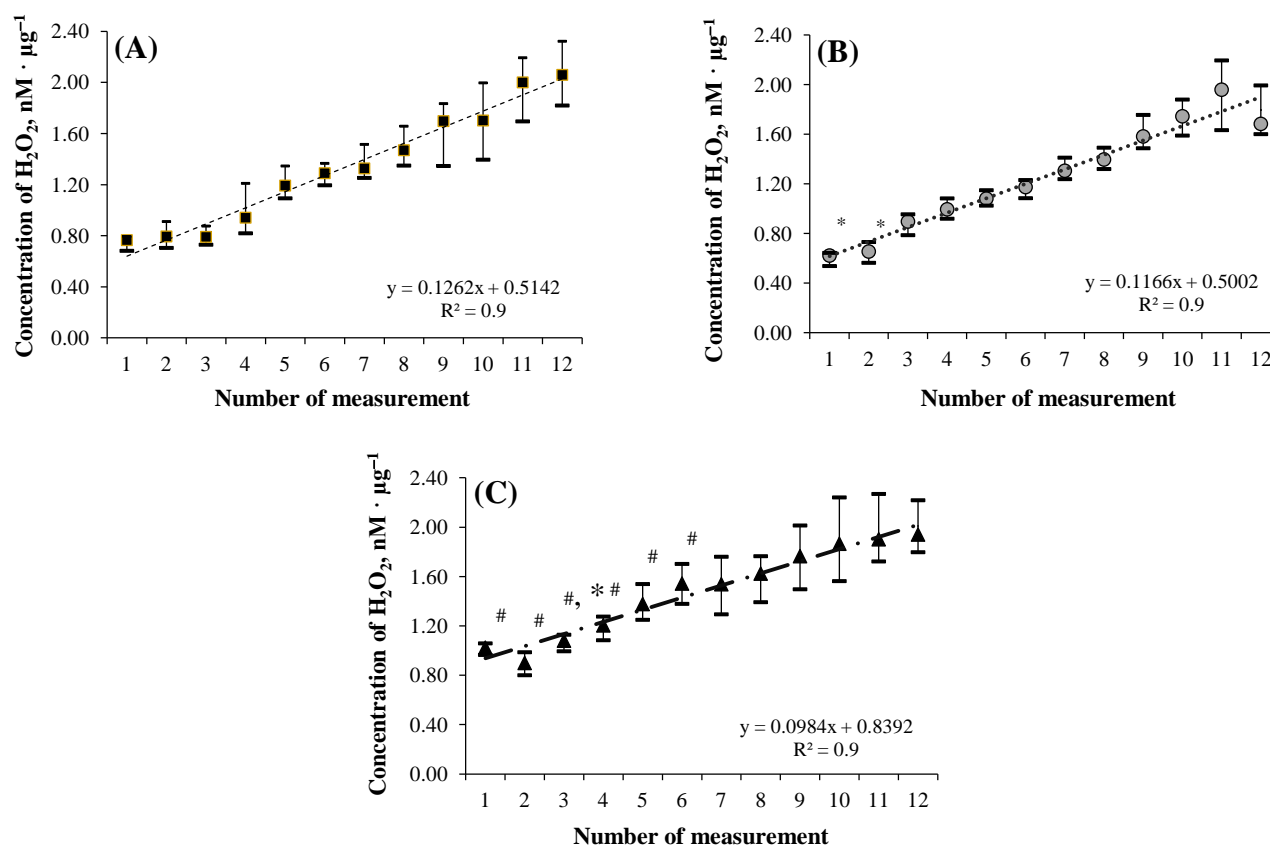 (A)
Concentration of H₂O₂, nM · µg⁻¹
2.40
2.00
1.60
1.20
0.80
0.40
0.00
y = 0.1262x + 0.5142
R² = 0.9
1 2 3 4 5 6 7 8 9 10 11 12
Number of measurement
(B)
Concentration of H₂O₂, nM · µg⁻¹
2.40
2.00
1.60
1.20
0.80
0.40
0.00
* *
y = 0.1166x + 0.5002
R² = 0.9
1 2 3 4 5 6 7 8 9 10 11 12
Number of measurement
(C)
Concentration of H₂O₂, nM · µg⁻¹
2.40
2.00
1.60
1.20
0.80
0.40
0.00
# # #, * # # #
y = 0.0984x + 0.8392
R² = 0.9
1 2 3 4 5 6 7 8 9 10 11 12
Number of measurement